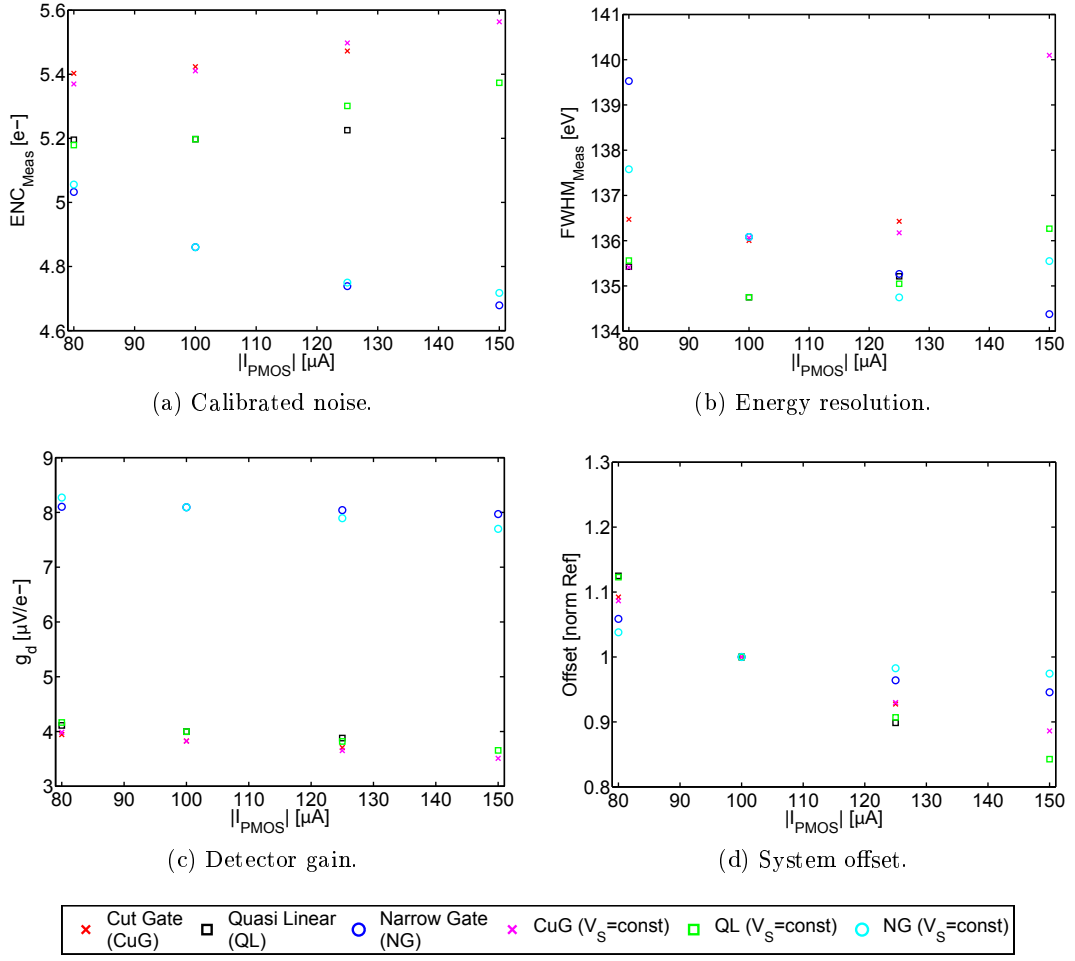 5.6
5.4
5.2
5
4.8
4.6
ENC_Meas [e−]
80 90 100 110 120 130 140 150
|I_PMOS| [µA]
(a) Calibrated noise.
141
140
139
138
137
136
135
134
FWHM_Meas [eV]
80 90 100 110 120 130 140 150
|I_PMOS| [µA]
(b) Energy resolution.
9
8
7
6
5
4
3
g_d [µV/e−]
80 90 100 110 120 130 140 150
|I_PMOS| [µA]
(c) Detector gain.
1.3
1.2
1.1
1
0.9
0.8
Offset [norm Ref]
80 90 100 110 120 130 140 150
|I_PMOS| [µA]
(d) System offset.
Cut Gate
(CuG)
Quasi Linear
(QL)
Narrow Gate
(NG)
CuG (V_S=const)
QL (V_S=const)
NG (V_S=const)